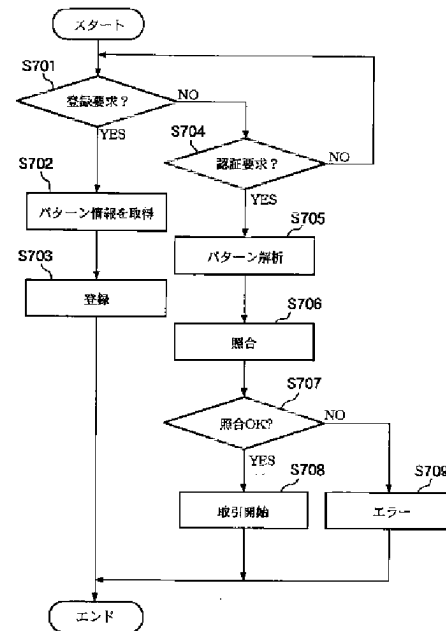 スタート
S701
登録要求?
NO
YES
S704
認証要求?
NO
YES
S702
パターン情報を取得
S705
パターン解析
S703
登録
S706
照合
S707
照合OK?
NO
YES
S708
取引開始
S709
エラー
エンド